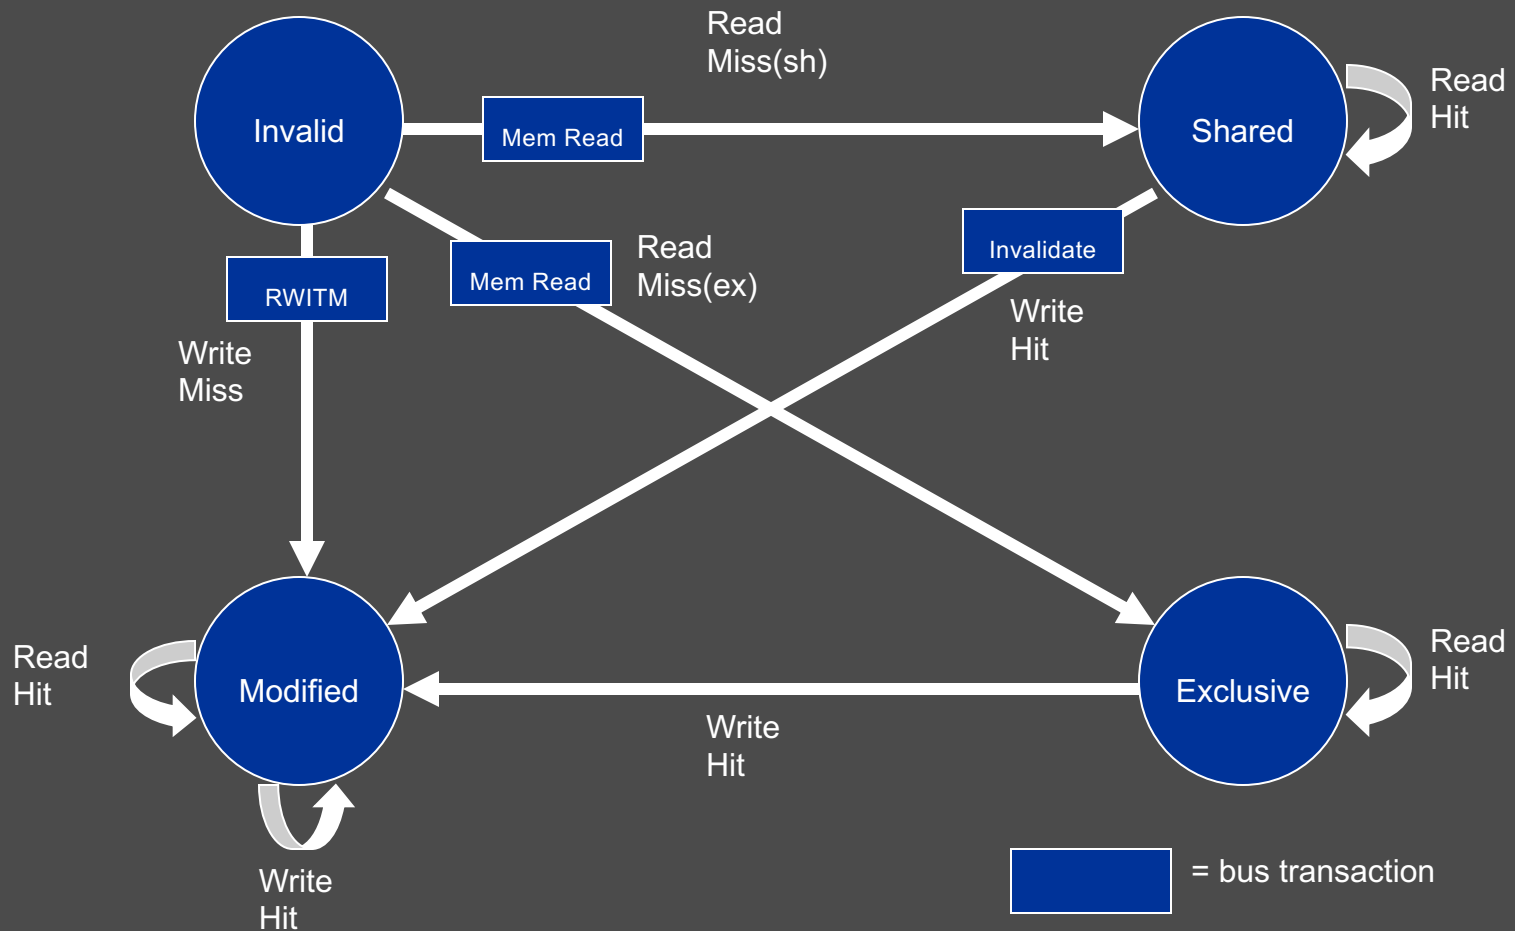 Read
Miss(sh)
Invalid
Mem Read
Shared
Read
Hit
RWITM
Mem Read
Read
Miss(ex)
Invalidate
Write
Hit
Write
Miss
Read
Hit
Modified
Write
Hit
Exclusive
Read
Hit
Write
Hit
= bus transaction